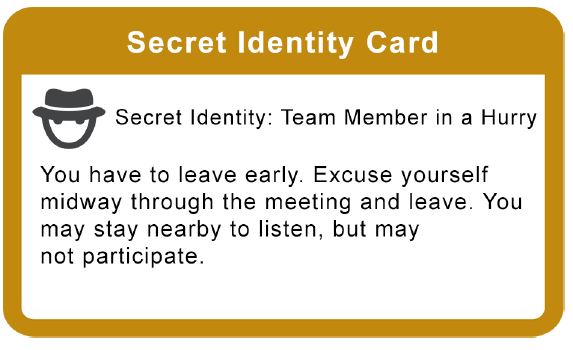 Secret Identity Card
Secret Identity: Team Member in a Hurry
You have to leave early. Excuse yourself
midway through the meeting and leave. You
may stay nearby to listen, but may
not participate.